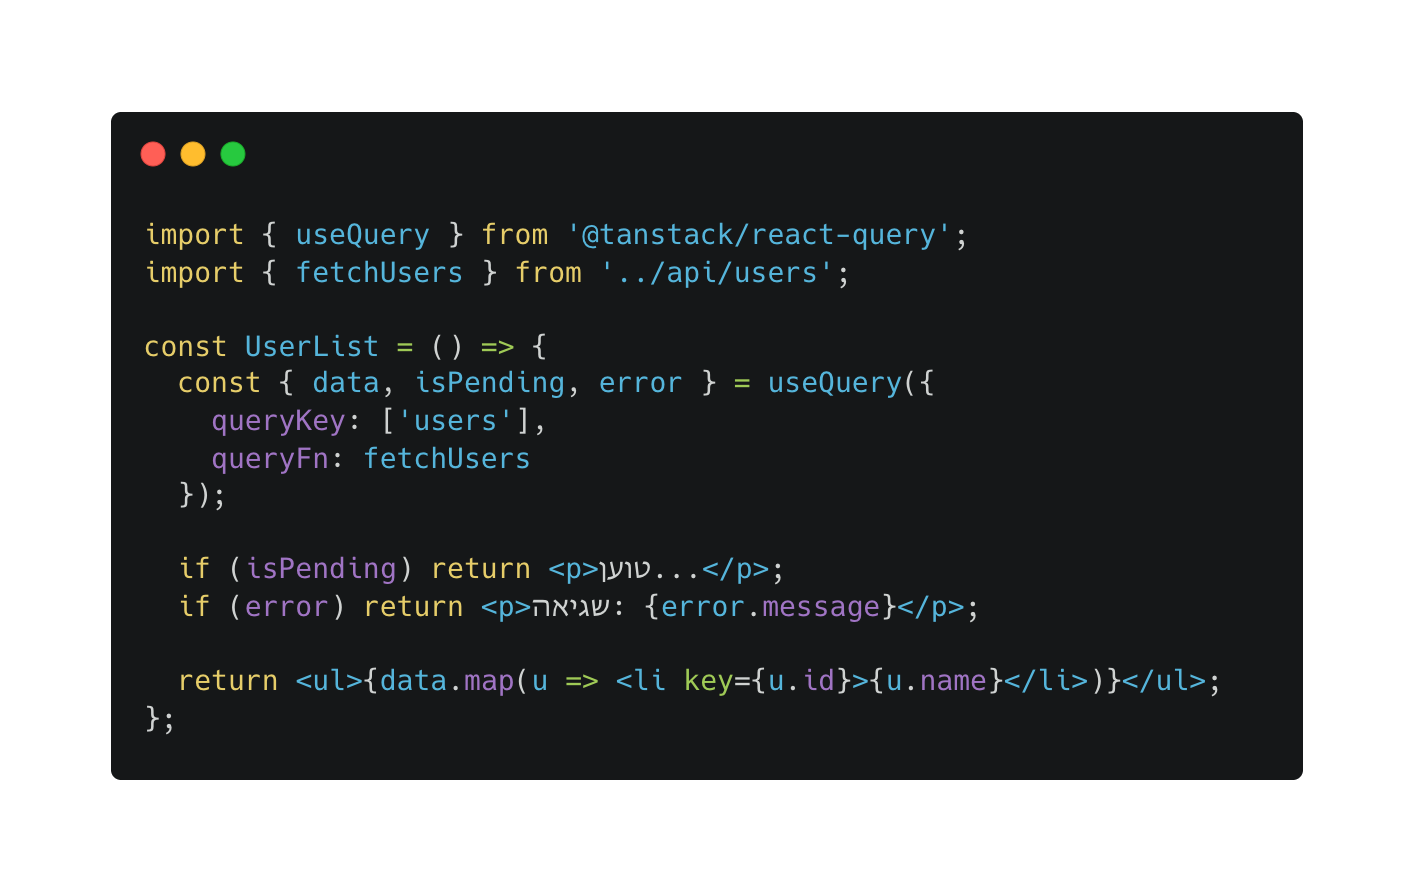 import { useQuery } from '@tanstack/react-query';
import { fetchUsers } from '../api/users';
const UserList = () => {
  const { data, isPending, error } = useQuery({
    queryKey: ['users'],
    queryFn: fetchUsers
  });
  if (isPending) return <p>טוען...</p>;
  if (error) return <p>שגיאה: {error.message}</p>;
  return <ul>{data.map(u => <li key={u.id}>{u.name}</li>)}</ul>;
};